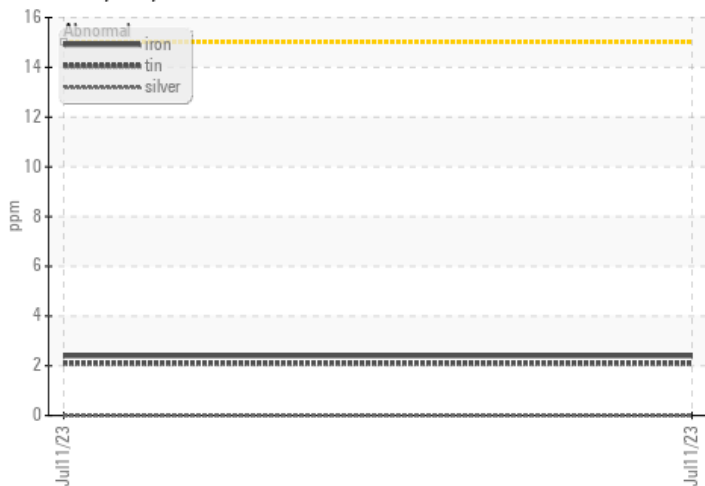 16
14
12
10
8
6
4
2
0
ppm
Abnormal
iron
tin
silver
Jul11/23
Jul11/23